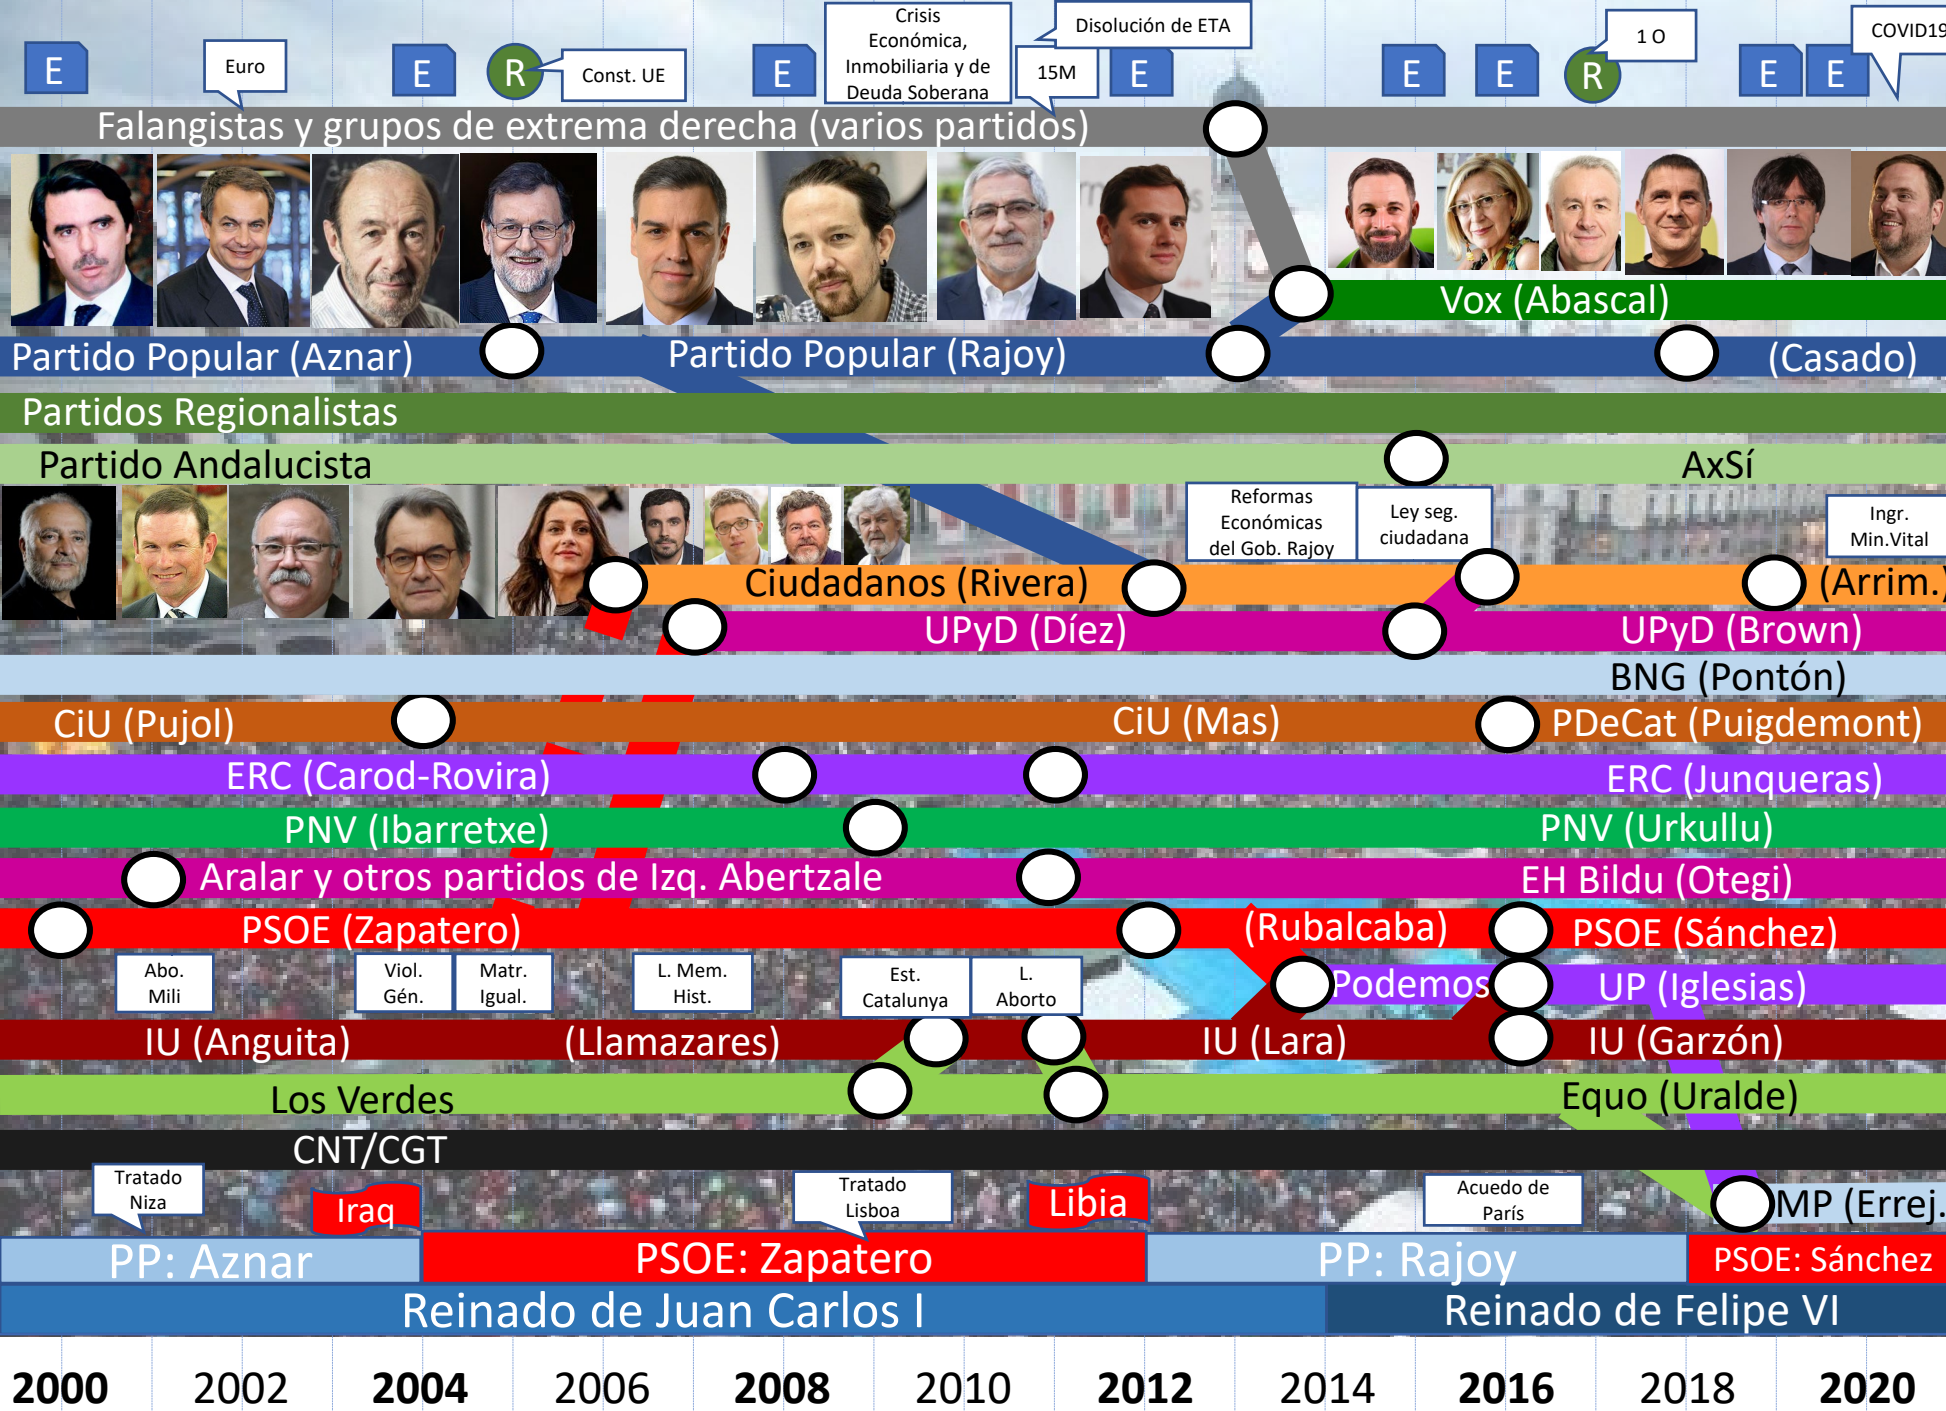 Crisis
Económica,
Inmobiliaria y de
Deuda Soberana
Disolución de ETA
1 O
COVID19
E
Euro
E
R
Const. UE
E
15M
E
E
E
R
E
E
Falangistas y grupos de extrema derecha (varios partidos)
Vox (Abascal)
Partido Popular (Aznar)
Partido Popular (Rajoy)
(Casado)
Partidos Regionalistas
Partido Andalucista
AxSí
Reformas
Económicas
del Gob. Rajoy
Ley seg.
ciudadana
Ingr.
Min.Vital
Ciudadanos (Rivera)
(Arrim.)
UPyD (Díez)
UPyD (Brown)
BNG (Pontón)
CiU (Pujol)
CiU (Mas)
PDeCat (Puigdemont)
ERC (Carod-Rovira)
ERC (Junqueras)
PNV (Ibarretxe)
PNV (Urkullu)
Aralar y otros partidos de Izq. Abertzale
EH Bildu (Otegi)
PSOE (Zapatero)
(Rubalcaba)
PSOE (Sánchez)
Abo.
Mili
Viol.
Gén.
Matr.
Igual.
L. Mem.
Hist.
Est.
Catalunya
L.
Aborto
Podemos
UP (Iglesias)
IU (Anguita)
(Llamazares)
IU (Lara)
IU (Garzón)
Los Verdes
Equo (Uralde)
CNT/CGT
Tratado
Niza
Iraq
Tratado
Lisboa
Libia
Acuedo de
París
MP (Errej.
PP: Aznar
PSOE: Zapatero
PP: Rajoy
PSOE: Sánchez
Reinado de Juan Carlos I
Reinado de Felipe VI
2000
2002
2004
2006
2008
2010
2012
2014
2016
2018
2020